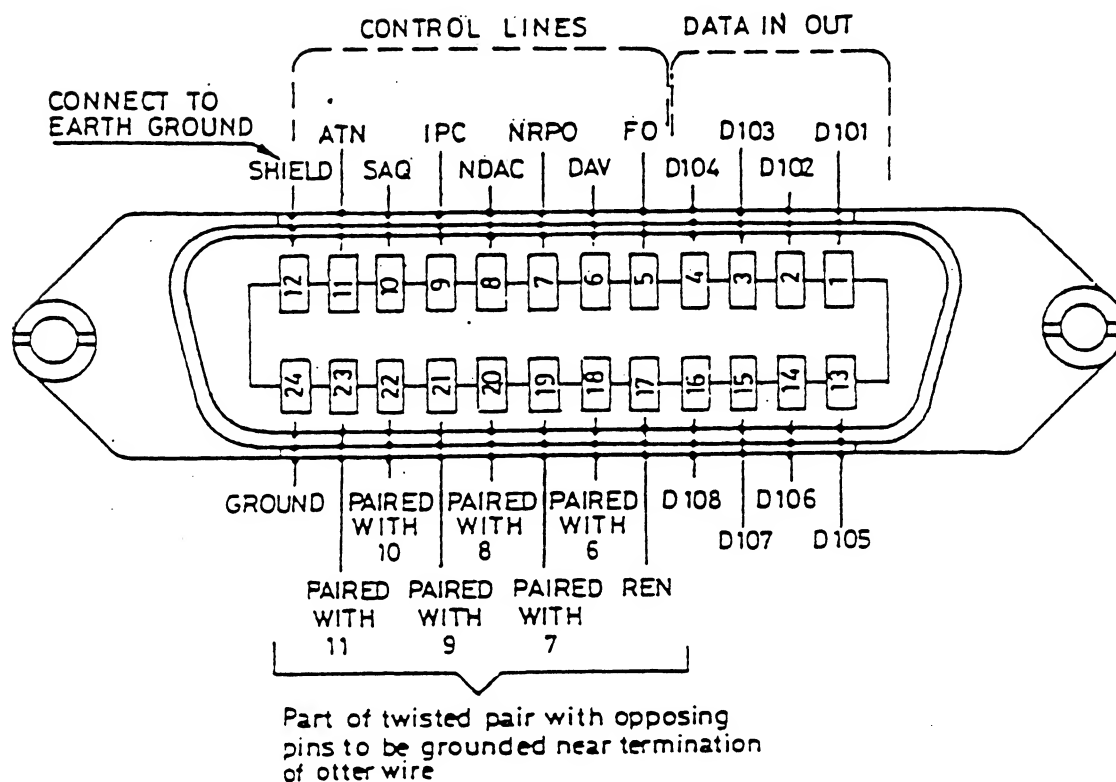 CONTROL LINES
DATA IN OUT
CONNECT TO
EARTH GROUND
ATN
IPC
NRPO
FO
D103
D101
SHIELD
SAQ
NDAC
DAV
D104
D102
12 11 10 9 8 7 6 5 4 3 2 1
24 23 22 21 20 19 18 17 16 15 14 13
GROUND
PAIRED
WITH
10
PAIRED
WITH
8
PAIRED
WITH
6
D108
D106
D107
D105
PAIRED
WITH
11
PAIRED
WITH
9
PAIRED
WITH
7
REN
Part of twisted pair with opposing
pins to be grounded near termination
of otter wire